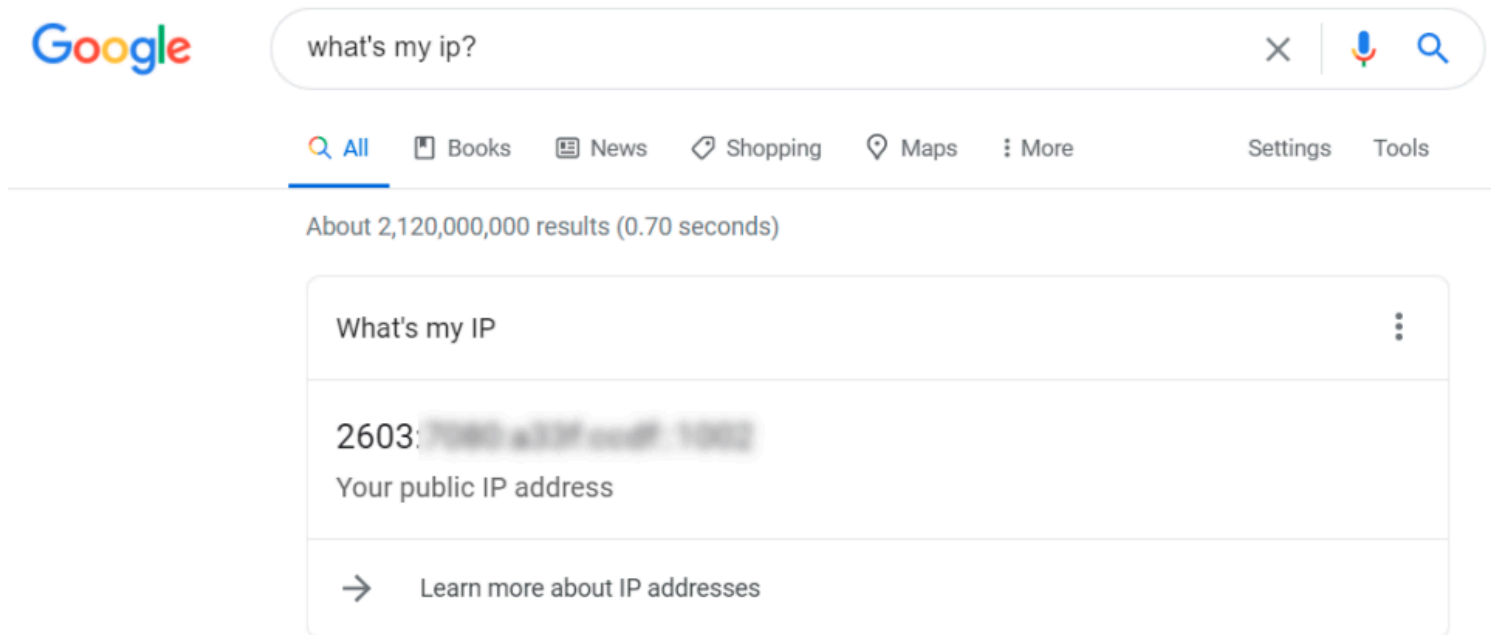 Google
what's my ip?
All Books News Shopping Maps More Settings Tools
About 2,120,000,000 results (0.70 seconds)
What's my IP
2603:
Your public IP address
Learn more about IP addresses